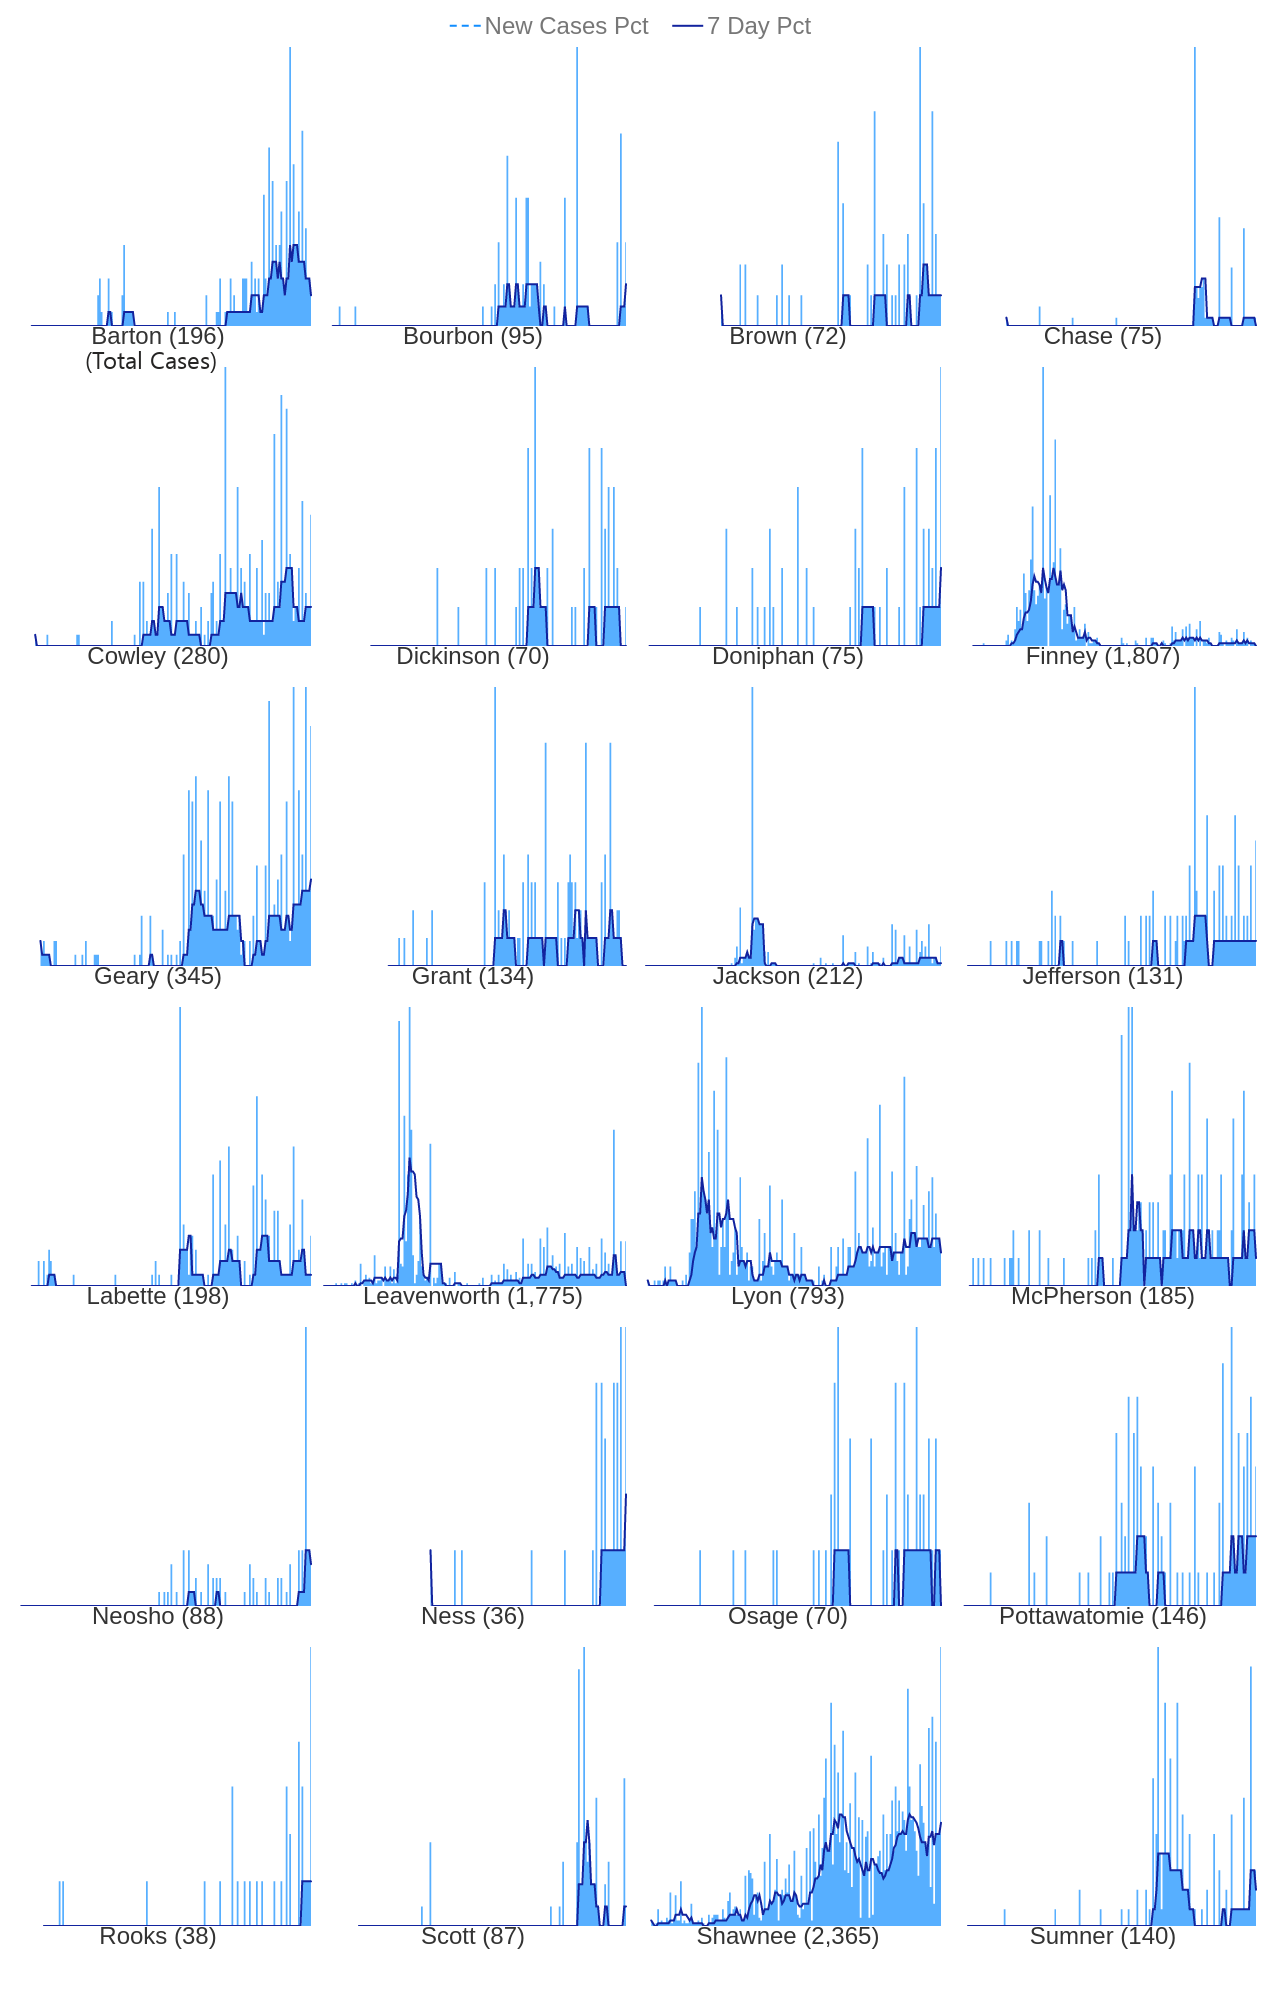 New Cases Pct 7 Day Pct
Barton (196) Bourbon (95) Brown (72) Chase (75)
(Total Cases)
Cowley (280) Dickinson (70) Doniphan (75) Finney (1,807)
Geary (345) Grant (134) Jackson (212) Jefferson (131)
Labette (198) Leavenworth (1,775) Lyon (793) McPherson (185)
Neosho (88) Ness (36) Osage (70) Pottawatomie (146)
Rooks (38) Scott (87) Shawnee (2,365) Sumner (140)